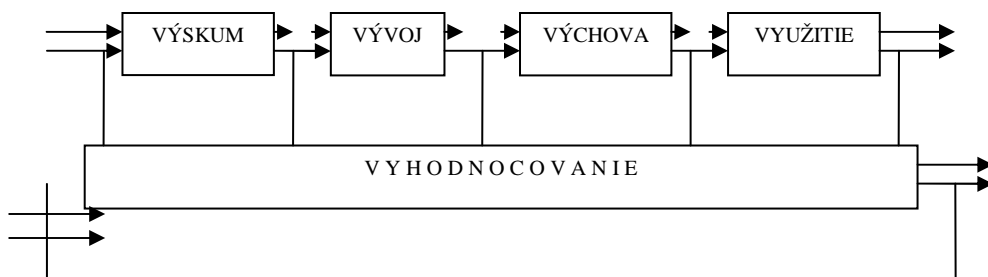 VÝSKUM
VÝVOJ
VÝCHOVA
VYUŽITIE
V Y H O D N O C O V A N I E